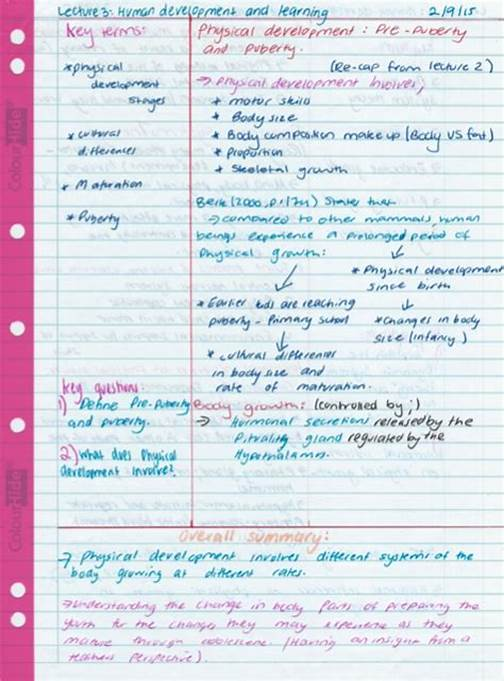 Lecture 3: Human development and learning 2/9/15
Key terms:
* physical
development
stages
* cultural
differences
* Maturation
* Puberty
Physical development: Pre-Puberty
and puberty.
(Re-cap from lecture 2)
→ Physical development involves;
* motor skills
* Body size
* Body composition make up (Body VS font)
* Proportion
* Skeletal growth
Berk (2000, p.1741) States that
→ compared to other mammals, human
beings experience a prolonged period of
physical growth:
* Earlier kids are reaching
puberty - Primary school
* cultural differences
in body size and
rate of maturation.
* Physical development
since birth
* Changes in body
size (infancy)
Key questions:
1) Define Pre-Puberty
and puberty.
2) What does Physical
development involve?
Body growth: (controlled by;)
→ Hormonal secretion released by the
Pituality gland regulated by the
Hypothalamus.
Overall summary:
→ Physical development involves different systems of the
body growing at different rates.
→ Understanding the change in body Parts of preparing the
youth for the changes they may experience as they
mature through adolescence. (Having an insight from a
teachers perspective).
ColourHide
ColourHide